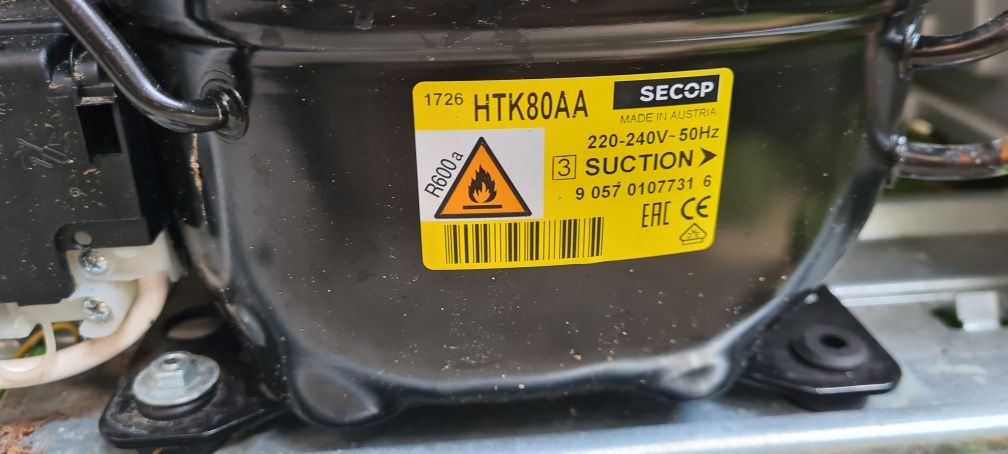 1726 HTK80AA SECOP
MADE IN AUSTRIA
220-240V~50Hz
R600a
3 SUCTION
9 057 0107731 6
EAC CE